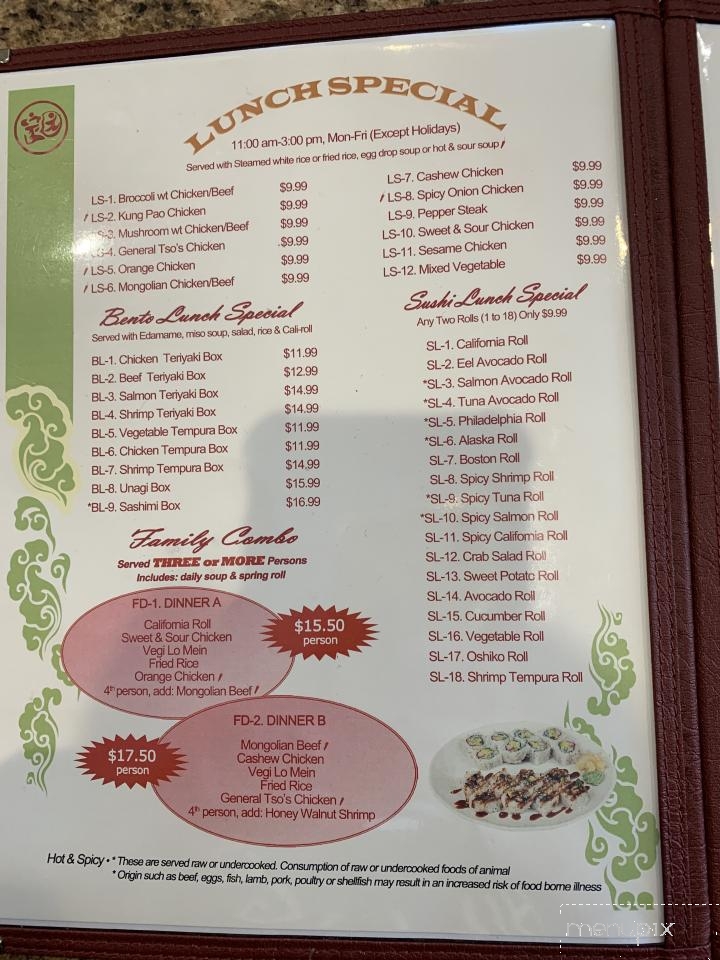 LUNCH SPECIAL
11:00 am-3:00 pm, Mon-Fri (Except Holidays)
Served with Steamed white rice or fried rice, egg drop soup or hot & sour soup
LS-1. Broccoli wt Chicken/Beef $9.99
LS-2. Kung Pao Chicken $9.99
LS-3. Mushroom wt Chicken/Beef $9.99
LS-4. General Tso's Chicken $9.99
LS-5. Orange Chicken $9.99
LS-6. Mongolian Chicken/Beef $9.99
LS-7. Cashew Chicken $9.99
LS-8. Spicy Onion Chicken $9.99
LS-9. Pepper Steak $9.99
LS-10. Sweet & Sour Chicken $9.99
LS-11. Sesame Chicken $9.99
LS-12. Mixed Vegetable $9.99
Bento Lunch Special
Served with Edamame, miso soup, salad, rice & Cali-roll
BL-1. Chicken Teriyaki Box $11.99
BL-2. Beef Teriyaki Box $12.99
BL-3. Salmon Teriyaki Box $14.99
BL-4. Shrimp Teriyaki Box $14.99
BL-5. Vegetable Tempura Box $11.99
BL-6. Chicken Tempura Box $11.99
BL-7. Shrimp Tempura Box $14.99
BL-8. Unagi Box $15.99
*BL-9. Sashimi Box $16.99
Sushi Lunch Special
Any Two Rolls (1 to 18) Only $9.99
SL-1. California Roll
SL-2. Eel Avocado Roll
*SL-3. Salmon Avocado Roll
*SL-4. Tuna Avocado Roll
*SL-5. Philadelphia Roll
*SL-6. Alaska Roll
SL-7. Boston Roll
SL-8. Spicy Shrimp Roll
*SL-9. Spicy Tuna Roll
*SL-10. Spicy Salmon Roll
SL-11. Spicy California Roll
SL-12. Crab Salad Roll
SL-13. Sweet Potato Roll
SL-14. Avocado Roll
SL-15. Cucumber Roll
SL-16. Vegetable Roll
SL-17. Oshiko Roll
SL-18. Shrimp Tempura Roll
Family Combo
Served THREE or MORE Persons
Includes: daily soup & spring roll
FD-1. DINNER A
California Roll
Sweet & Sour Chicken
Vegi Lo Mein
Fried Rice
Orange Chicken
4th person, add: Mongolian Beef
$15.50
person
FD-2. DINNER B
Mongolian Beef
Cashew Chicken
Vegi Lo Mein
Fried Rice
General Tso's Chicken
4th person, add: Honey Walnut Shrimp
$17.50
person
Hot & Spicy • * These are served raw or undercooked. Consumption of raw or undercooked foods of animal
* Origin such as beef, eggs, fish, lamb, pork, poultry or shellfish may result in an increased risk of food borne illness
menupix